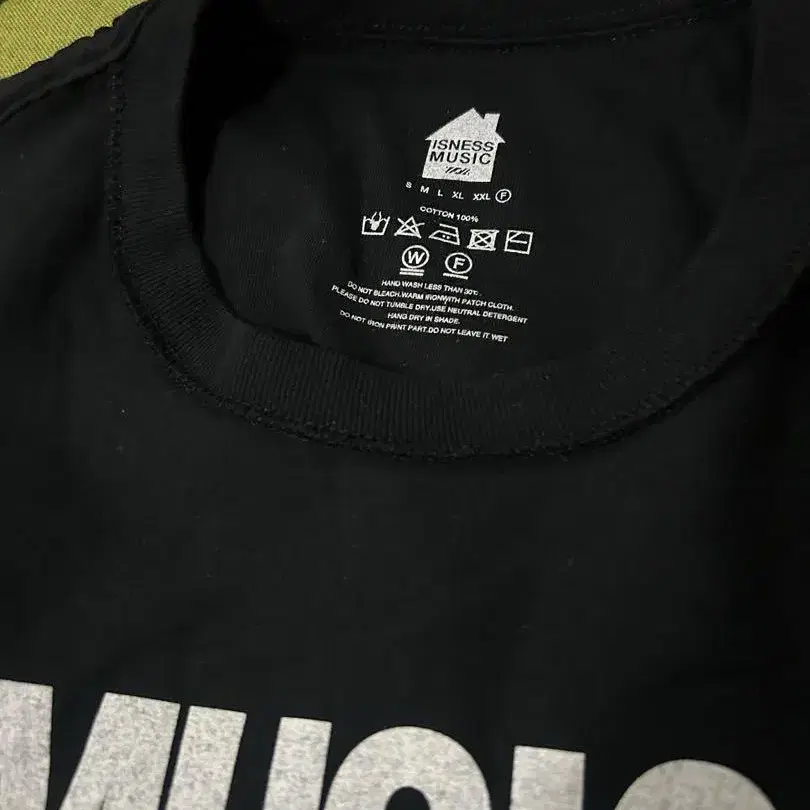 ISNESS
MUSIC
S M L XL XXL F
COTTON 100%
W F
HAND WASH LESS THAN 30℃.
DO NOT BLEACH.WARM IRONWITH PATCH CLOTH.
PLEASE DO NOT TUMBLE DRY.USE NEUTRAL DETERGENT
HANG DRY IN SHADE.
DO NOT IRON PRINT PART.DO NOT LEAVE IT WET
MUSIC